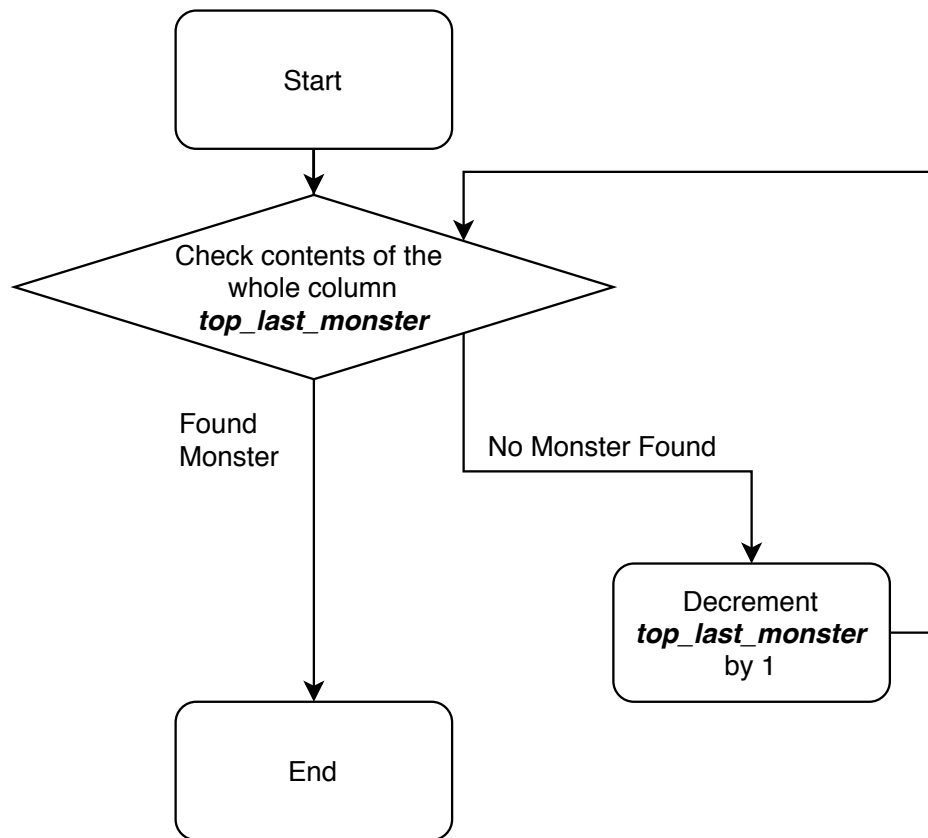 Start
Check contents of the
whole column
top_last_monster
Found
Monster
No Monster Found
Decrement
top_last_monster
by 1
End